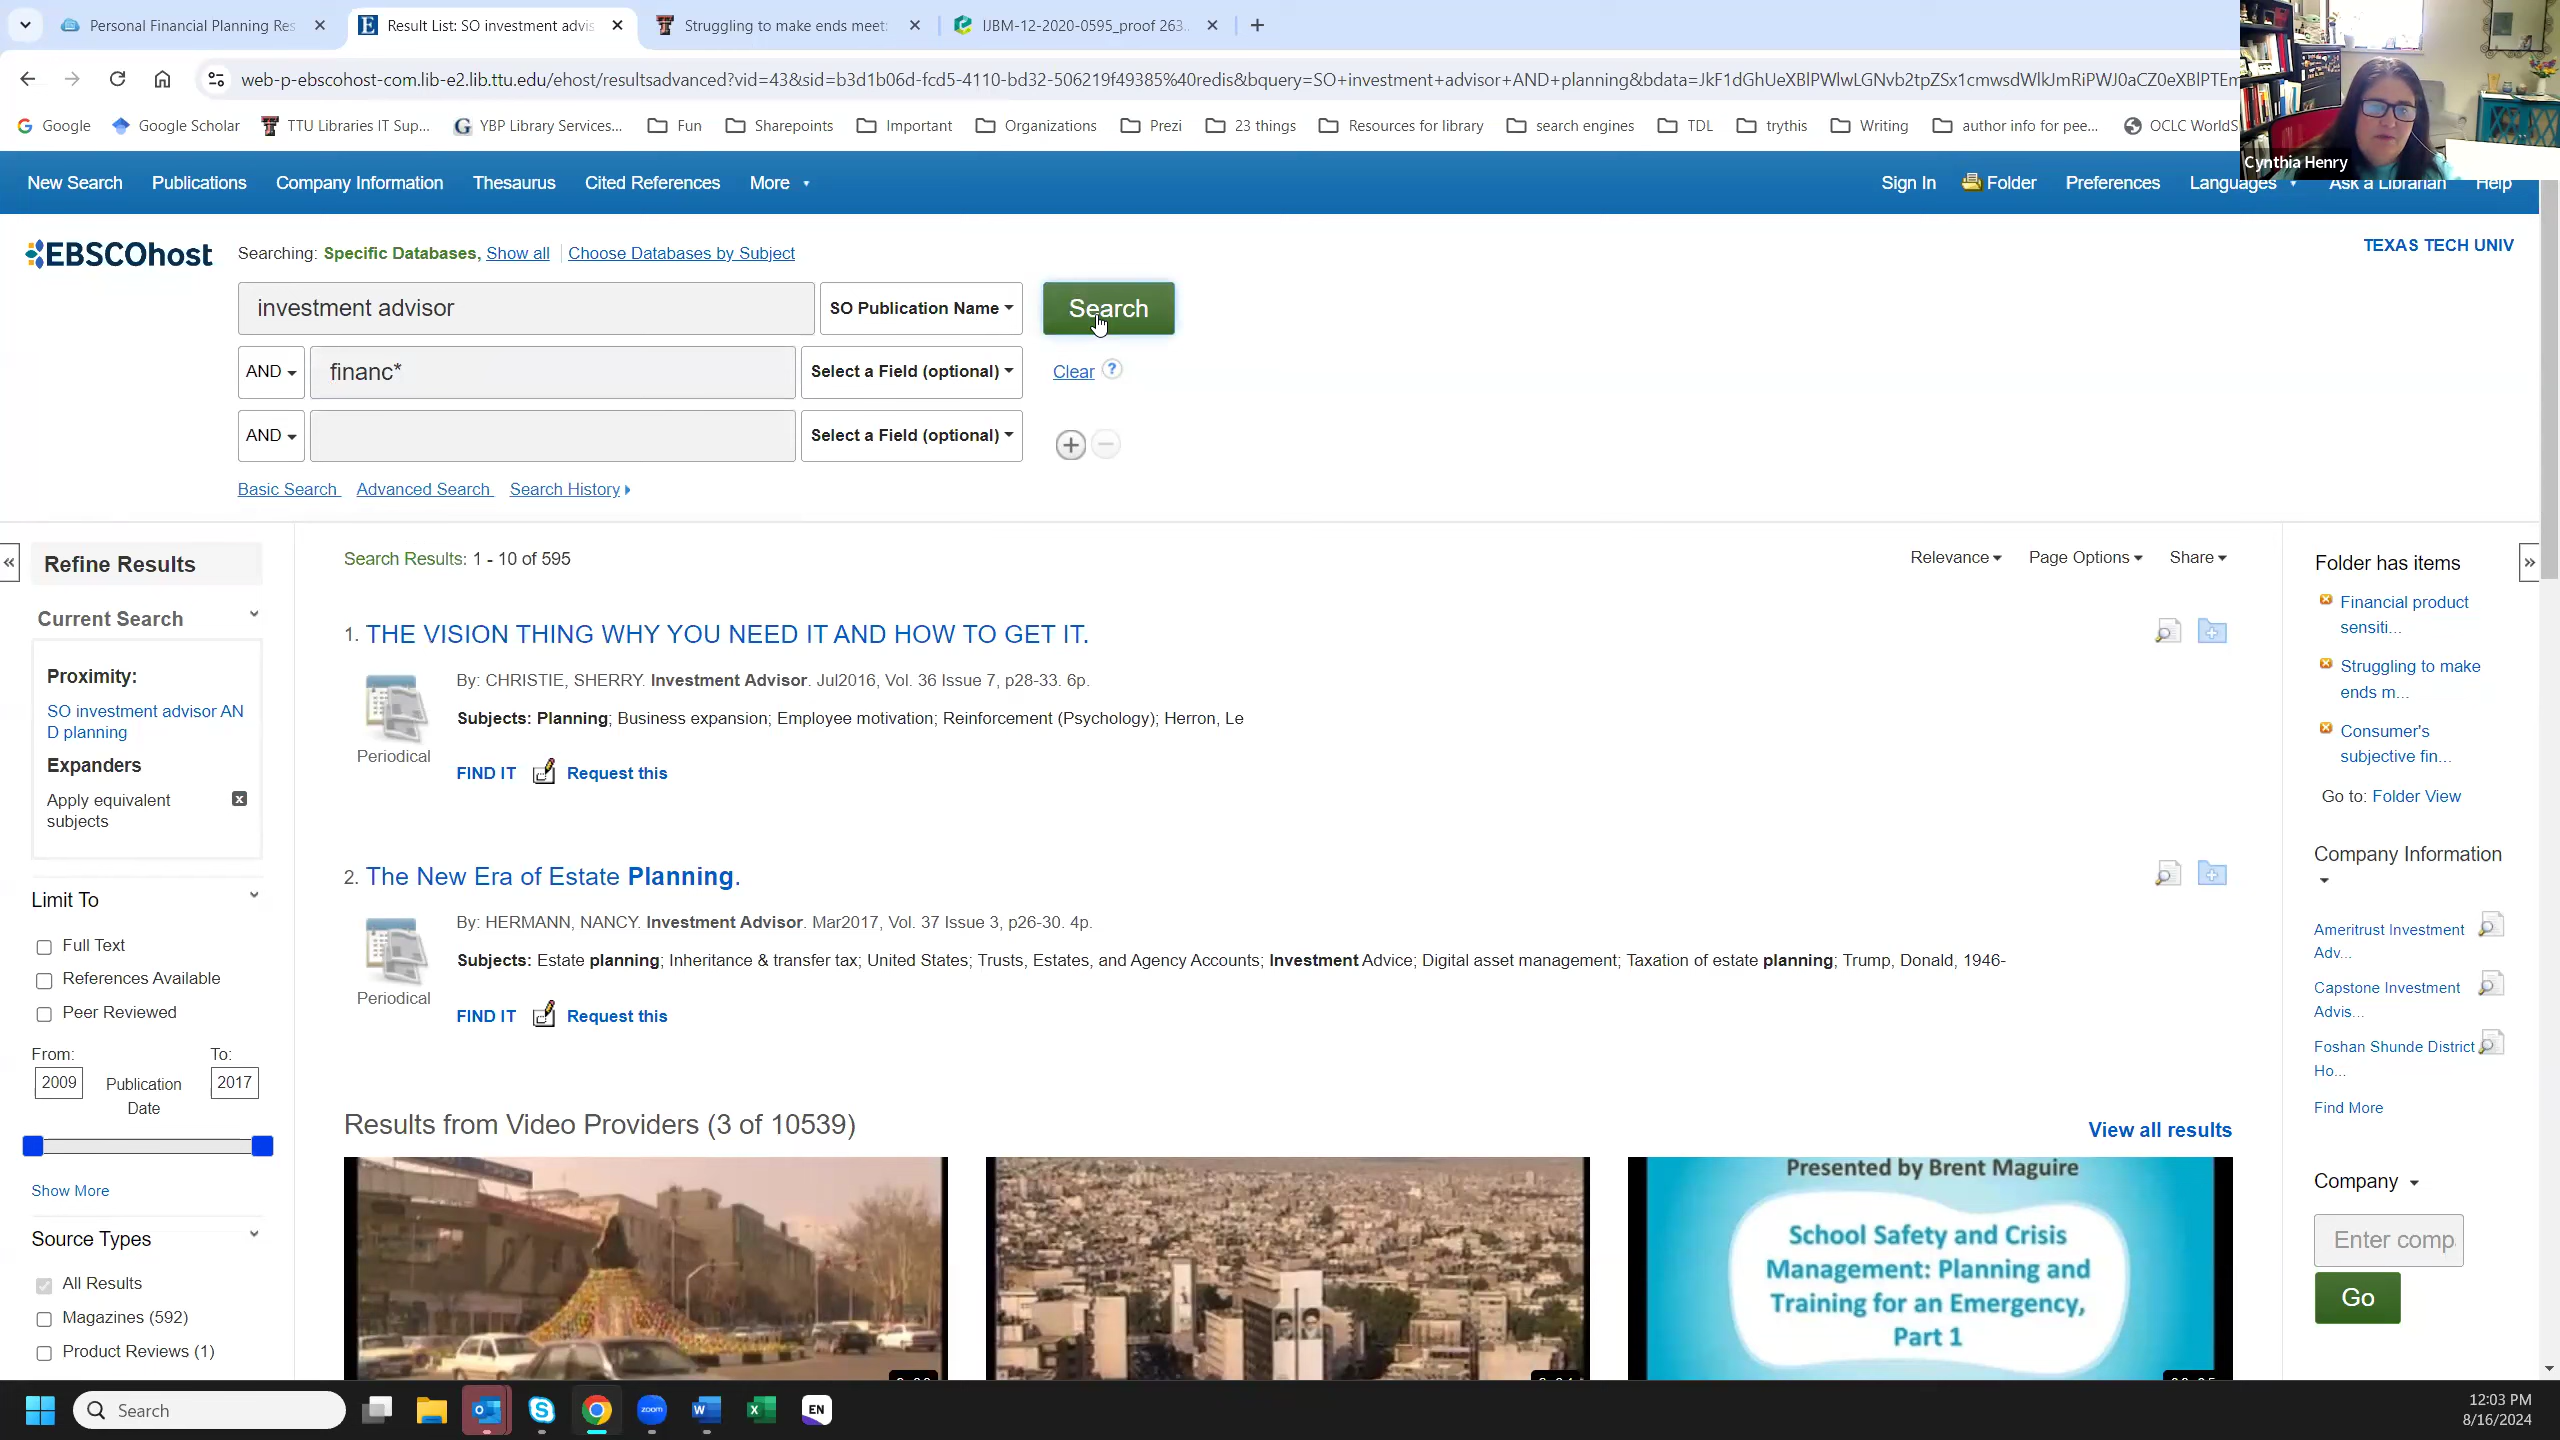 Personal Financial Planning Res
Result List: SO investment advis
Struggling to make ends meet:
IJBM-12-2020-0595_proof 263..
web-p-ebscohost-com.lib-e2.lib.ttu.edu/ehost/resultsadvanced?vid=43&sid=b3d1b06d-fcd5-4110-bd32-506219f49385%40redis&bquery=SO+investment+advisor+AND+planning&bdata=JkF1dGhUeXBlPWlwLGNvb2tpZSx1cmwsdWlkJmRiPWJ0aCZ0eXBlPTEm
Google
Google Scholar
TTU Libraries IT Sup...
YBP Library Services...
Fun
Sharepoints
Important
Organizations
Prezi
23 things
Resources for library
search engines
TDL
trythis
Writing
author info for pee...
OCLC WorldS
Cynthia Henry
New Search
Publications
Company Information
Thesaurus
Cited References
More
Sign In
Folder
Preferences
Languages
Ask a Librarian
Help
EBSCOhost
Searching: Specific Databases, Show all
Choose Databases by Subject
TEXAS TECH UNIV
investment advisor
SO Publication Name
Search
AND
financ*
Select a Field (optional)
Clear
?
AND
Select a Field (optional)
Basic Search
Advanced Search
Search History
Refine Results
Current Search
Proximity:
SO investment advisor AN
D planning
Expanders
Apply equivalent
subjects
Limit To
Full Text
References Available
Peer Reviewed
From:
To:
2009
Publication
Date
2017
Show More
Source Types
All Results
Magazines (592)
Product Reviews (1)
Search Results: 1 - 10 of 595
Relevance
Page Options
Share
1. THE VISION THING WHY YOU NEED IT AND HOW TO GET IT.
By: CHRISTIE, SHERRY. Investment Advisor. Jul2016, Vol. 36 Issue 7, p28-33. 6p.
Subjects: Planning; Business expansion; Employee motivation; Reinforcement (Psychology); Herron, Le
Periodical
FIND IT
Request this
2. The New Era of Estate Planning.
By: HERMANN, NANCY. Investment Advisor. Mar2017, Vol. 37 Issue 3, p26-30. 4p.
Subjects: Estate planning; Inheritance & transfer tax; United States; Trusts, Estates, and Agency Accounts; Investment Advice; Digital asset management; Taxation of estate planning; Trump, Donald, 1946-
Periodical
FIND IT
Request this
Results from Video Providers (3 of 10539)
View all results
Presented by Brent Maguire
School Safety and Crisis
Management: Planning and
Training for an Emergency,
Part 1
Folder has items
Financial product
sensiti...
Struggling to make
ends m...
Consumer's
subjective fin...
Go to: Folder View
Company Information
Ameritrust Investment
Adv...
Capstone Investment
Advis...
Foshan Shunde District
Ho...
Find More
Company
Enter comp
Go
Search
zoom
EN
12:03 PM
8/16/2024